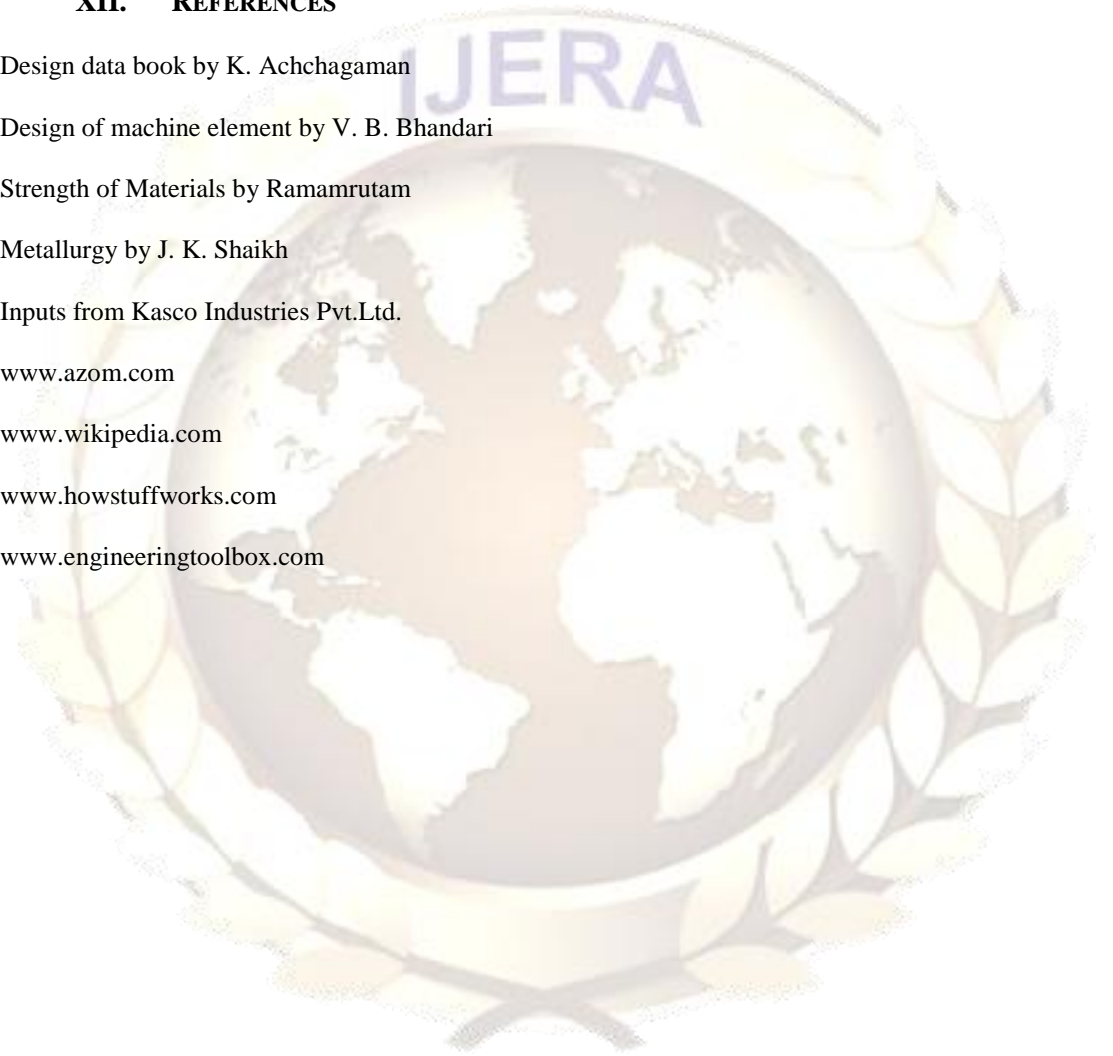 XII. REFERENCES
IJERA
Design data book by K. Achchagaman
Design of machine element by V. B. Bhandari
Strength of Materials by Ramamrutam
Metallurgy by J. K. Shaikh
Inputs from Kasco Industries Pvt.Ltd.
www.azom.com
www.wikipedia.com
www.howstuffworks.com
www.engineeringtoolbox.com